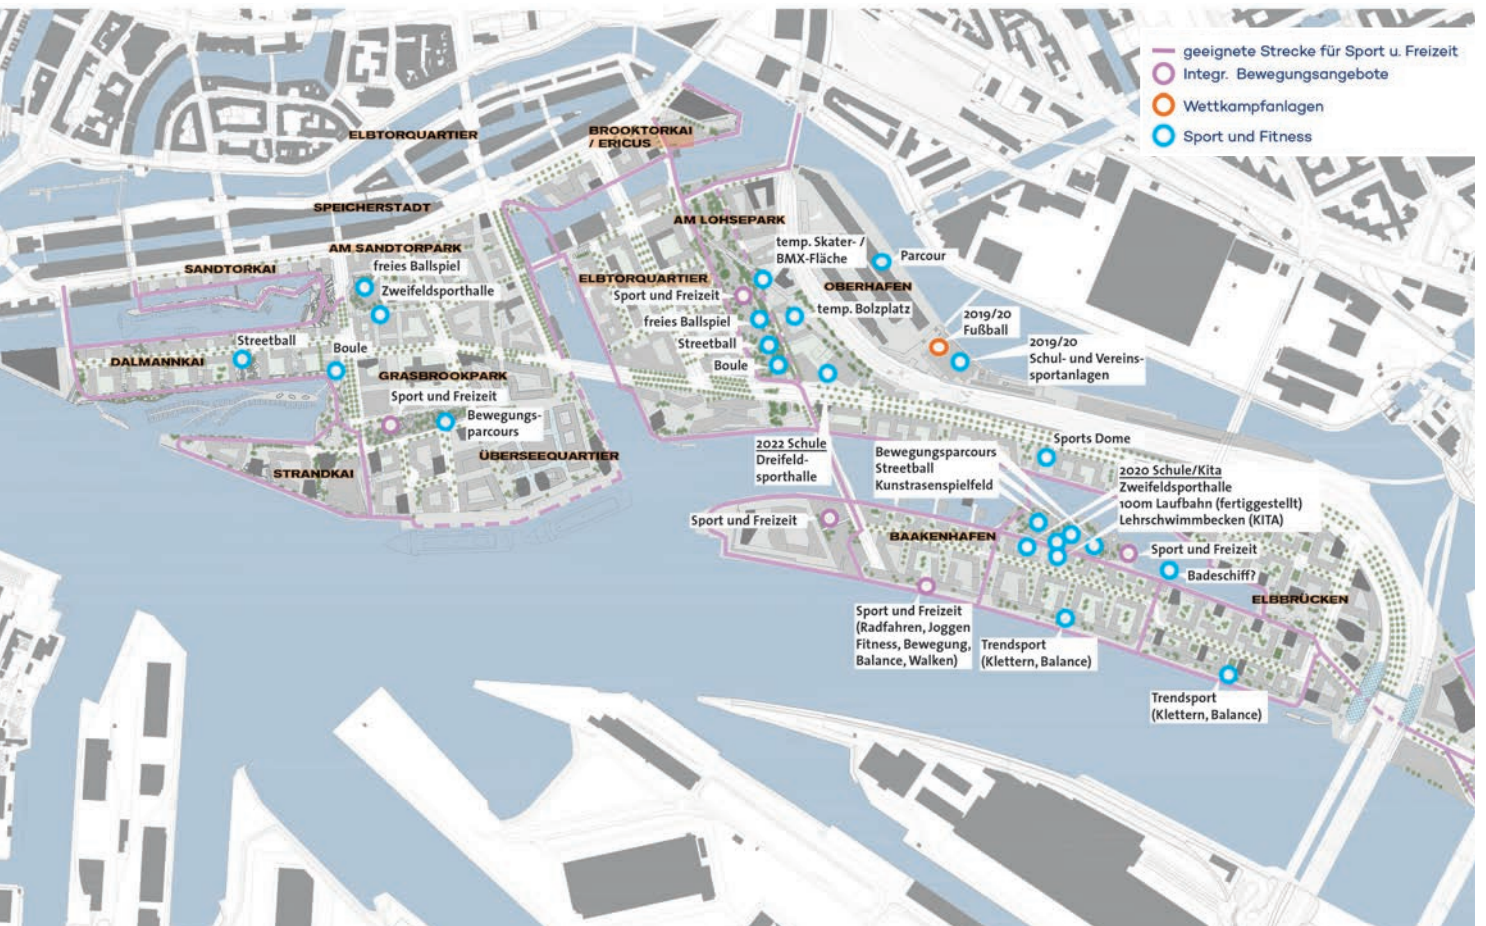 geeignete Strecke für Sport u. Freizeit
Integr. Bewegungsangebote
Wettkampfanlagen
Sport und Fitness
ELBTORQUARTIER
BROOKTORKAI
/ ERICUS
SPEICHERSTADT
AM LOHSEPARK
AM SANDTORPARK
SANDTORKAI
freies Ballspiel
Zweifeldsporthalle
temp. Skater- /
BMX-Fläche
Parcour
ELBTORQUARTIER
OBERHAFEN
Sport und Freizeit
temp. Bolzplatz
freies Ballspiel
Streetball
Boule
2019/20
Fußball
2019/20
Schul- und Vereins-
sportanlagen
Streetball
Boule
DALMANNKAI
GRASBROOKPARK
Sport und Freizeit
Bewegungs-
parcours
ÜBERSEEQUARTIER
STRANDKAI
2022 Schule
Dreifeld-
sporthalle
Bewegungsparcours
Streetball
Kunstrasenspielfeld
Sports Dome
2020 Schule/Kita
Zweifeldsporthalle
100m Laufbahn (fertiggestellt)
Lehrschwimmbecken (KITA)
Sport und Freizeit
BAAKENHAFEN
Sport und Freizeit
Badeschiff?
ELBBRÜCKEN
Sport und Freizeit
(Radfahren, Joggen
Fitness, Bewegung,
Balance, Walken)
Trendsport
(Klettern, Balance)
Trendsport
(Klettern, Balance)